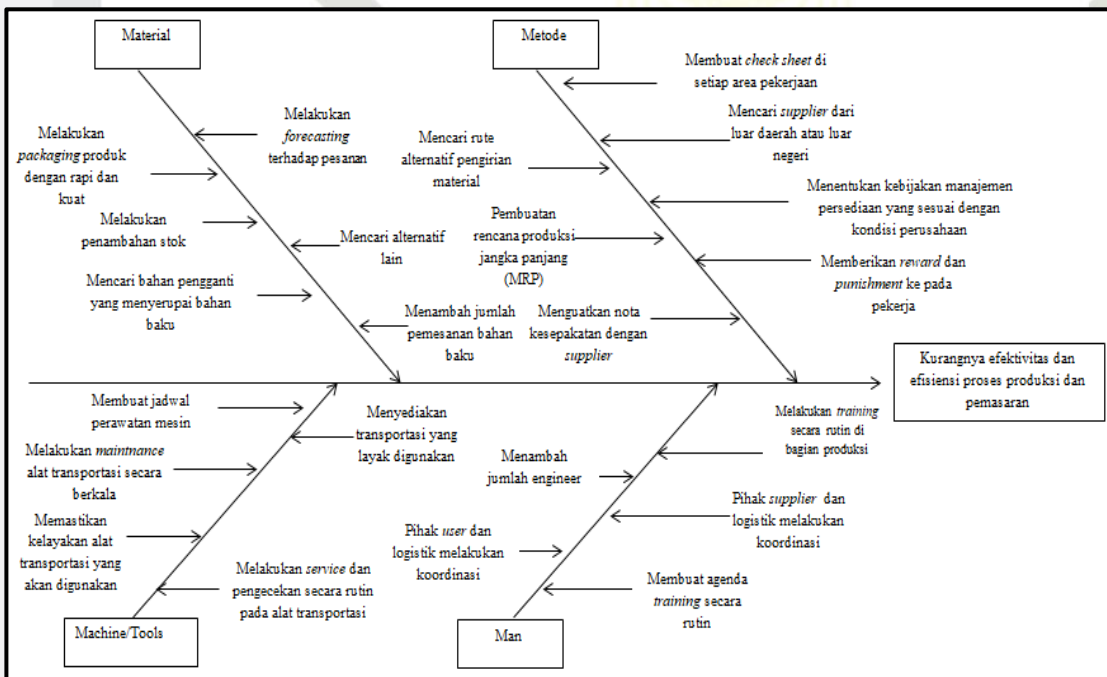 Material
Metode
Melakukan
forecasting
terhadap pesanan
Melakukan
packaging produk
dengan rapi dan
kuat
Melakukan
penambahan stok
Mencari alternatif
lain
Mencari bahan pengganti
yang menyerupai bahan
baku
Menambah jumlah
pemesanan bahan
baku
Membuat check sheet di
setiap area pekerjaan
Mencari supplier dari
luar daerah atau luar
negeri
Mencari rute
alternatif pengirian
material
Menentukan kebijakan manajemen
persediaan yang sesuai dengan
kondisi perusahaan
Pembuatan
rencana produksi
jangka panjang
(MRP)
Memberikan reward dan
punishment ke pada
pekerja
Menguatkan nota
kesepakatan dengan
supplier
Kurangnya efektivitas dan
efisiensi proses produksi dan
pemasaran
Membuat jadwal
perawatan mesin
Menyediakan
transportasi yang
layak digunakan
Melakukan maintnance
alat transportasi secara
berkala
Memastikan
kelayakan alat
transportasi yang
akan digunakan
Melakukan service dan
pengecekan secara rutin
pada alat transportasi
Machine/Tools
Melakukan training
secara rutin di
bagian produksi
Menambah
jumlah engineer
Pihak supplier dan
logistik melakukan
koordinasi
Pihak user dan
logistik melakukan
koordinasi
Membuat agenda
training secara
rutin
Man